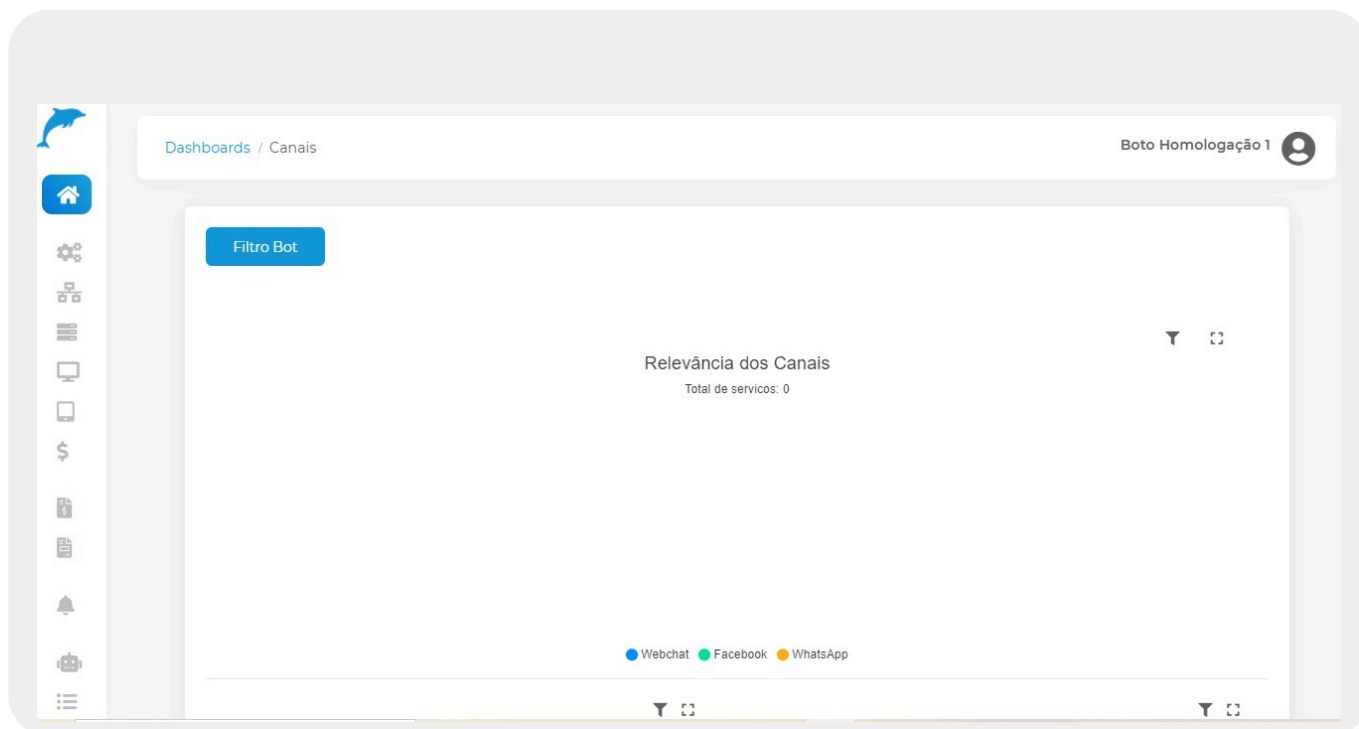 Dashboards / Canais
Boto Homologação 1
Filtro Bot
Relevância dos Canais
Total de servicos: 0
Webchat Facebook WhatsApp